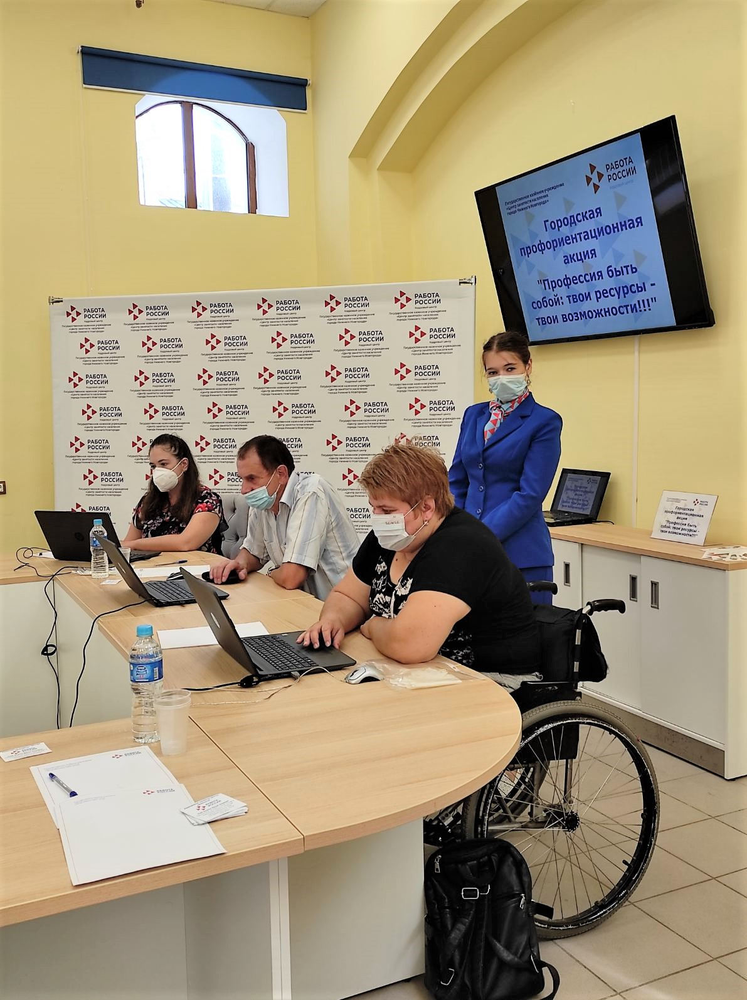 РАБОТА
РОССИИ
Кадровый центр
Государственное казённое учреждение
«Центр занятости населения
города Нижнего Новгорода»
Городская
профориентационная
акция
"Профессия быть
собой: твои ресурсы –
твои возможности!!!"
РАБОТА
РОССИИ
Кадровый центр
Государственное казенное учреждение
«Центр занятости населения
города Нижнего Новгорода»
SENSE
Городская
профориентационная
акция
"Профессия быть
собой: твои ресурсы -
твои возможности!!!"
РАБОТА
РОССИИ
РАБОТА
РОССИИ